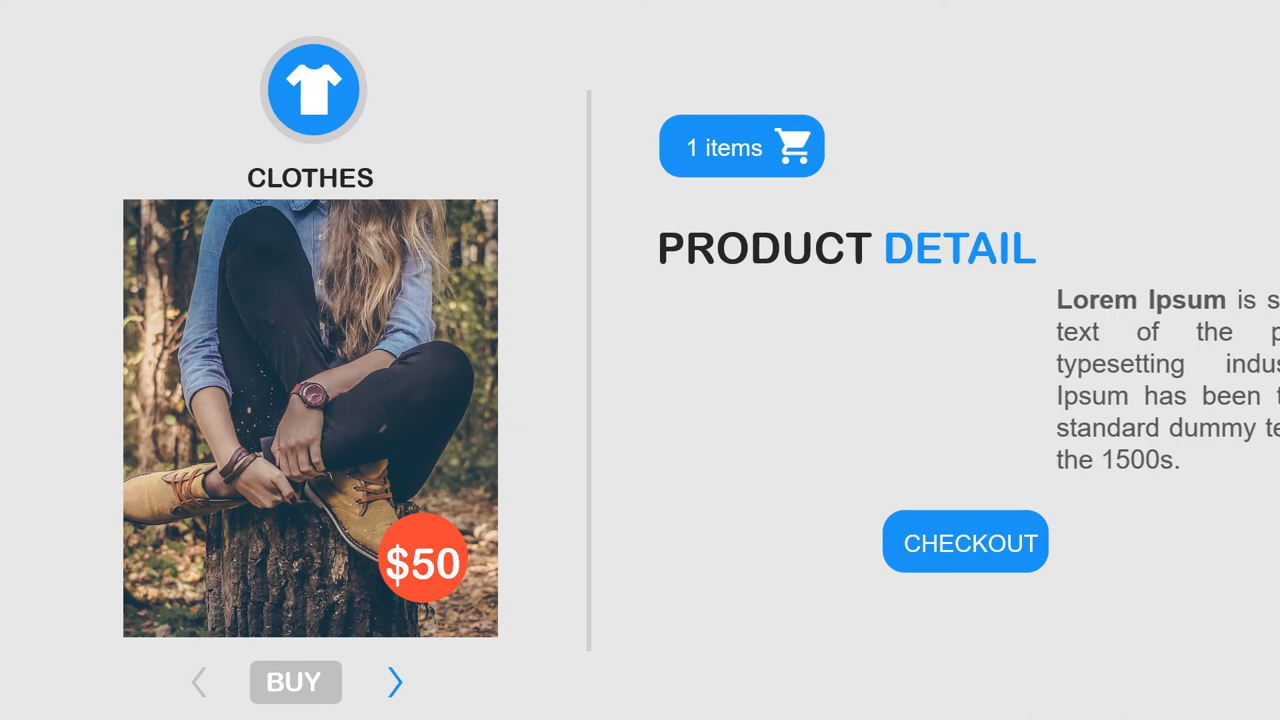 CLOTHES
$50
BUY
1 items
PRODUCT DETAIL
Lorem Ipsum is
text of the
typesetting
Ipsum has been
standard dummy
the 1500s.
CHECKOUT